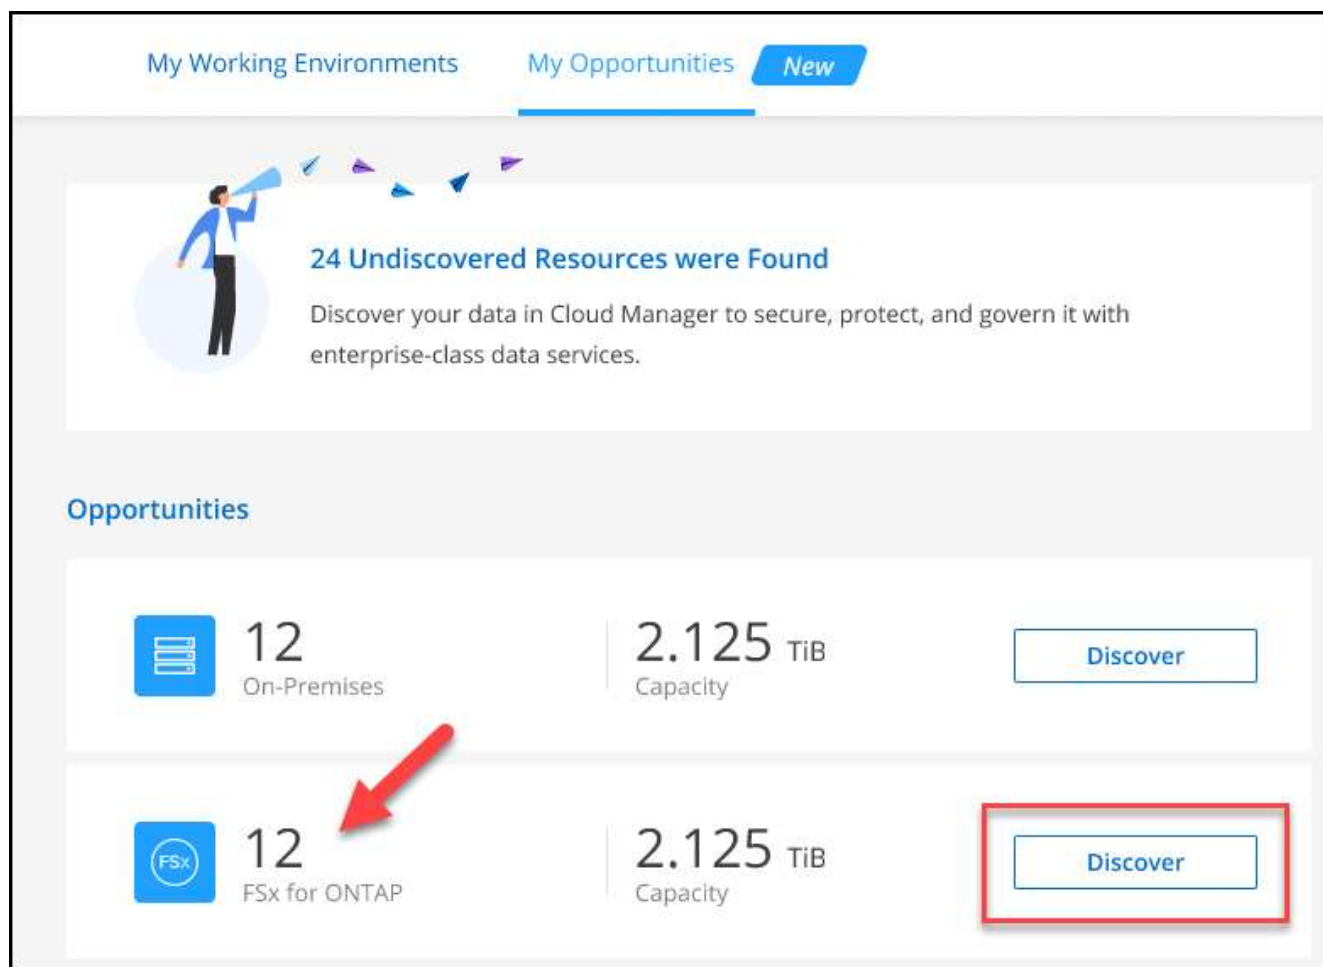 My Working Environments
My Opportunities
New
24 Undiscovered Resources were Found
Discover your data in Cloud Manager to secure, protect, and govern it with
enterprise-class data services.
Opportunities
12
On-Premises
2.125 TiB
Capacity
Discover
FSx
12
FSx for ONTAP
2.125 TiB
Capacity
Discover